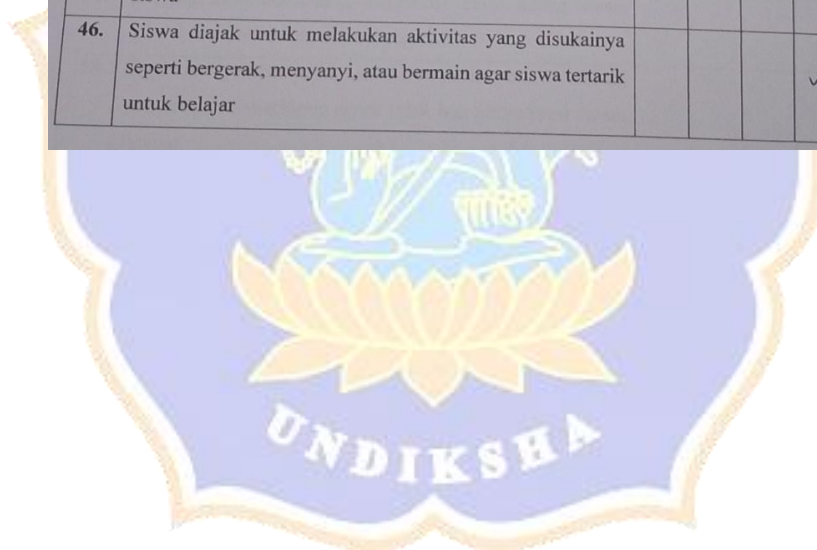 46. Siswa diajak untuk melakukan aktivitas yang disukainya
seperti bergerak, menyanyi, atau bermain agar siswa tertarik
untuk belajar
UNDIKSHA